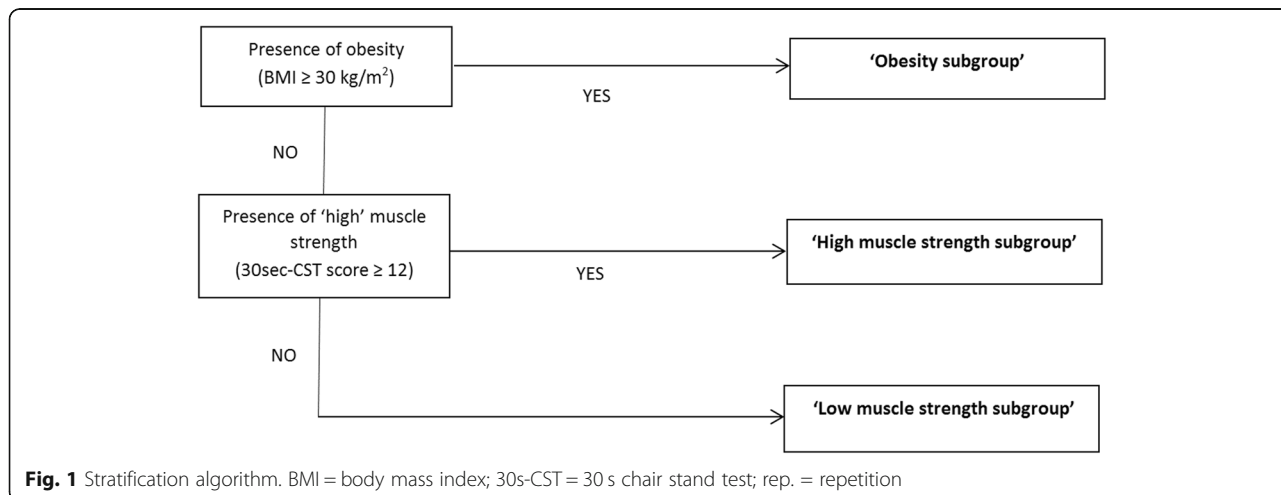 Presence of obesity
(BMI ≥ 30 kg/m²)
YES
'Obesity subgroup'
NO
Presence of 'high' muscle
strength
(30sec-CST score ≥ 12)
YES
'High muscle strength subgroup'
NO
'Low muscle strength subgroup'
Fig. 1 Stratification algorithm. BMI = body mass index; 30s-CST = 30 s chair stand test; rep. = repetition